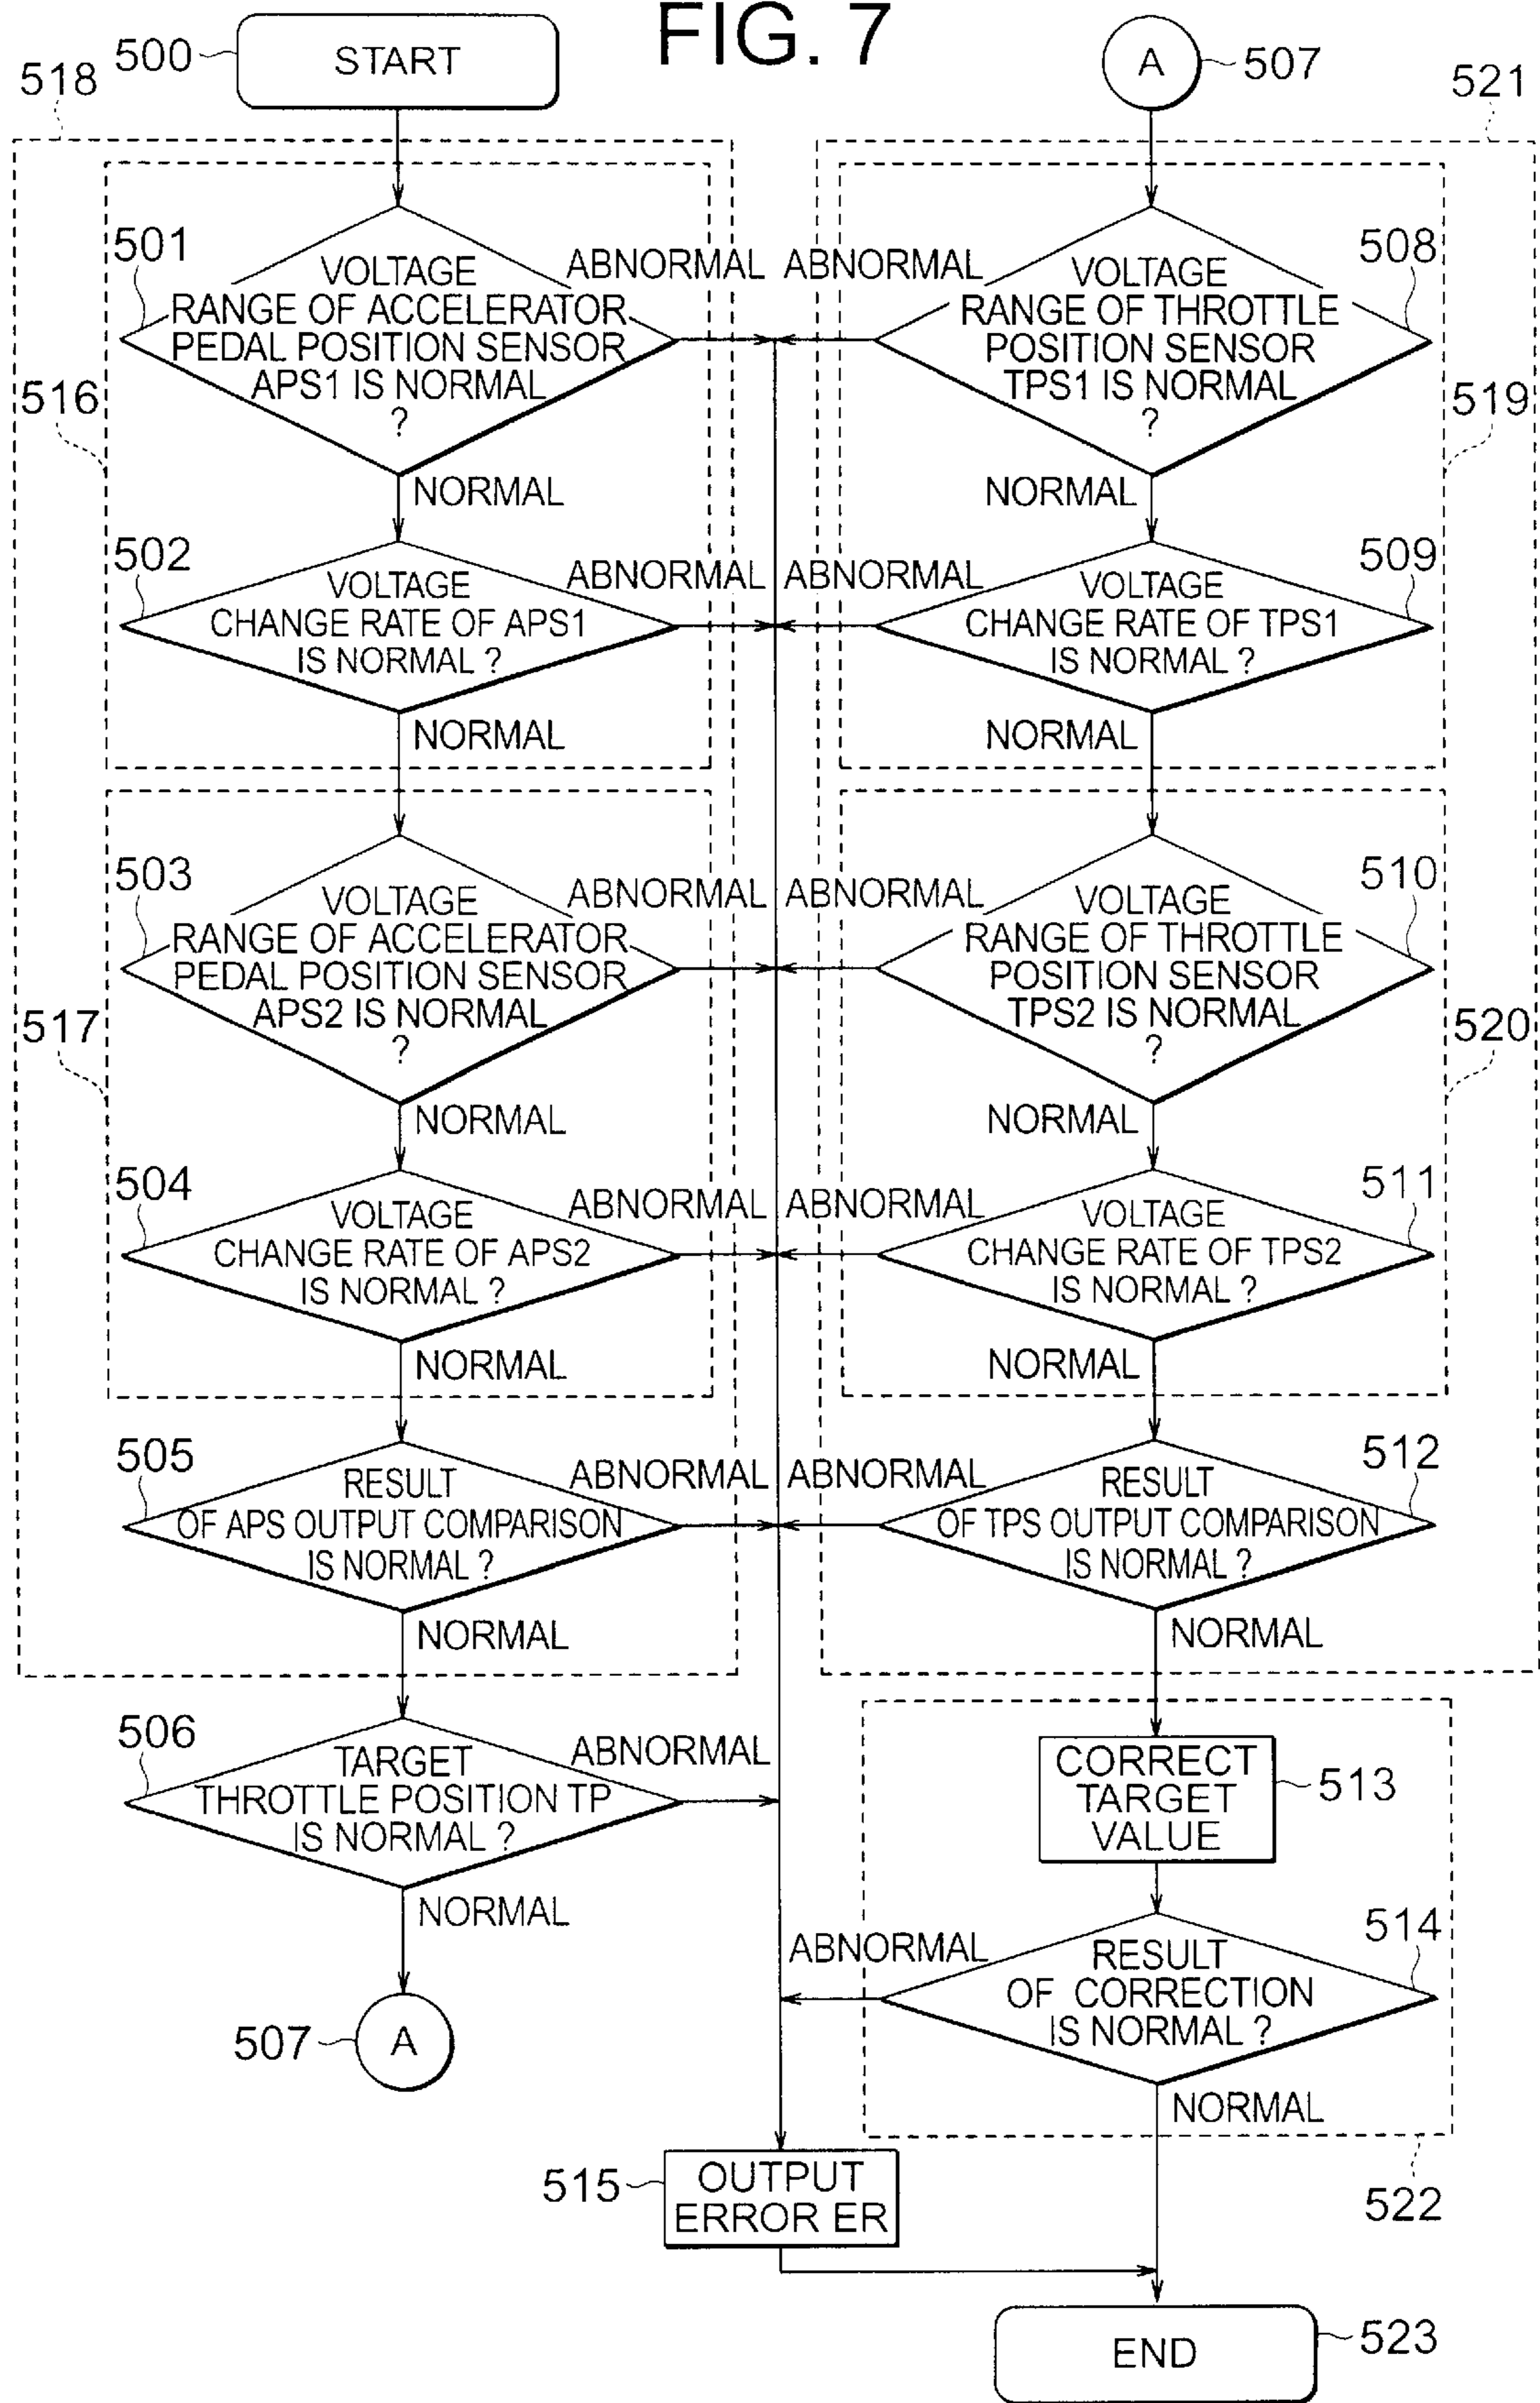 FIG. 7
500
START
518
501
VOLTAGE
RANGE OF ACCELERATOR
PEDAL POSITION SENSOR
APS1 IS NORMAL
?
ABNORMAL
516
NORMAL
502
VOLTAGE
CHANGE RATE OF APS1
IS NORMAL ?
ABNORMAL
NORMAL
503
VOLTAGE
RANGE OF ACCELERATOR
PEDAL POSITION SENSOR
APS2 IS NORMAL
?
ABNORMAL
517
NORMAL
504
VOLTAGE
CHANGE RATE OF APS2
IS NORMAL ?
ABNORMAL
NORMAL
505
RESULT
OF APS OUTPUT COMPARISON
IS NORMAL ?
ABNORMAL
NORMAL
506
TARGET
THROTTLE POSITION TP
IS NORMAL ?
ABNORMAL
NORMAL
507
A
A
507
521
ABNORMAL
VOLTAGE
RANGE OF THROTTLE
POSITION SENSOR
TPS1 IS NORMAL
?
508
519
NORMAL
ABNORMAL
VOLTAGE
CHANGE RATE OF TPS1
IS NORMAL ?
509
NORMAL
ABNORMAL
VOLTAGE
RANGE OF THROTTLE
POSITION SENSOR
TPS2 IS NORMAL
?
510
520
NORMAL
ABNORMAL
VOLTAGE
CHANGE RATE OF TPS2
IS NORMAL ?
511
NORMAL
ABNORMAL
RESULT
OF TPS OUTPUT COMPARISON
IS NORMAL ?
512
NORMAL
CORRECT
TARGET
VALUE
513
ABNORMAL
RESULT
OF CORRECTION
IS NORMAL ?
514
NORMAL
522
515
OUTPUT
ERROR ER
END
523